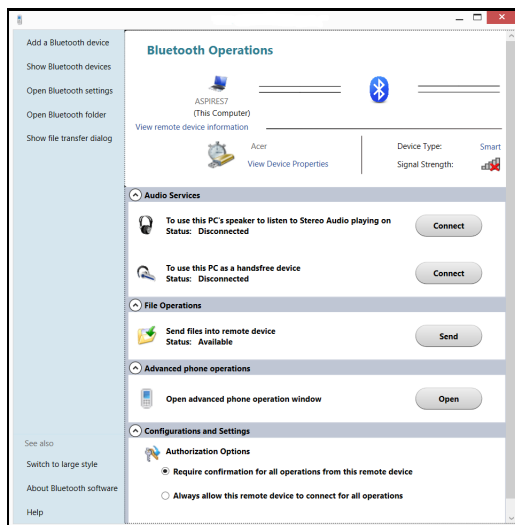 Add a Bluetooth device
Show Bluetooth devices
Open Bluetooth settings
Open Bluetooth folder
Show file transfer dialog
See also
Switch to large style
About Bluetooth software
Help
Bluetooth Operations
ASPIRES7
(This Computer)
View remote device information
Acer
View Device Properties
Device Type: Smart
Signal Strength:
Audio Services
To use this PC's speaker to listen to Stereo Audio playing on
Status: Disconnected
Connect
To use this PC as a handsfree device
Status: Disconnected
Connect
File Operations
Send files into remote device
Status: Available
Send
Advanced phone operations
Open advanced phone operation window
Open
Configurations and Settings
Authorization Options
Require confirmation for all operations from this remote device
Always allow this remote device to connect for all operations